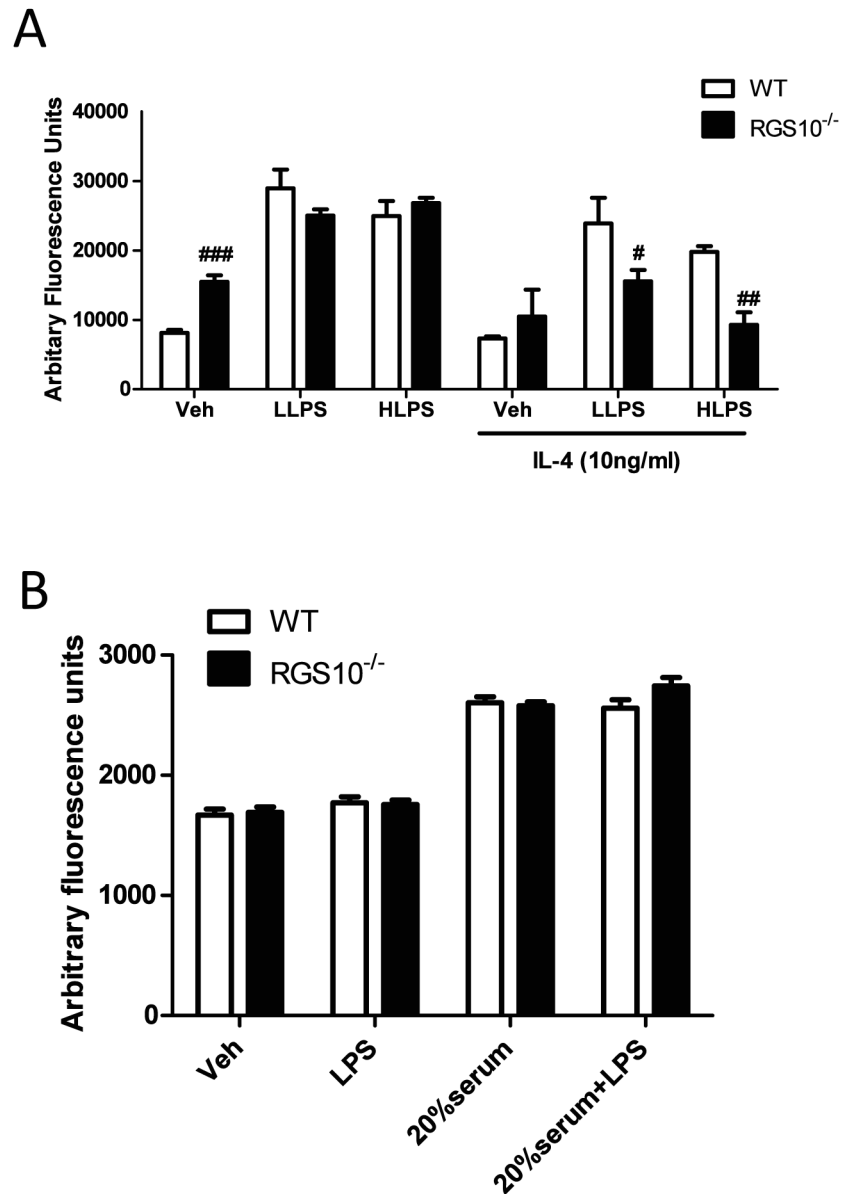 A
WT
RGS10-/-
Arbitary Fluorescence Units
40000
30000
20000
10000
0
###
#
##
Veh
LLPS
HLPS
Veh
LLPS
HLPS
IL-4 (10ng/ml)
B
WT
RGS10-/-
Arbitrary fluorescence units
3000
2000
1000
0
Veh
LPS
20%serum
20%serum+LPS